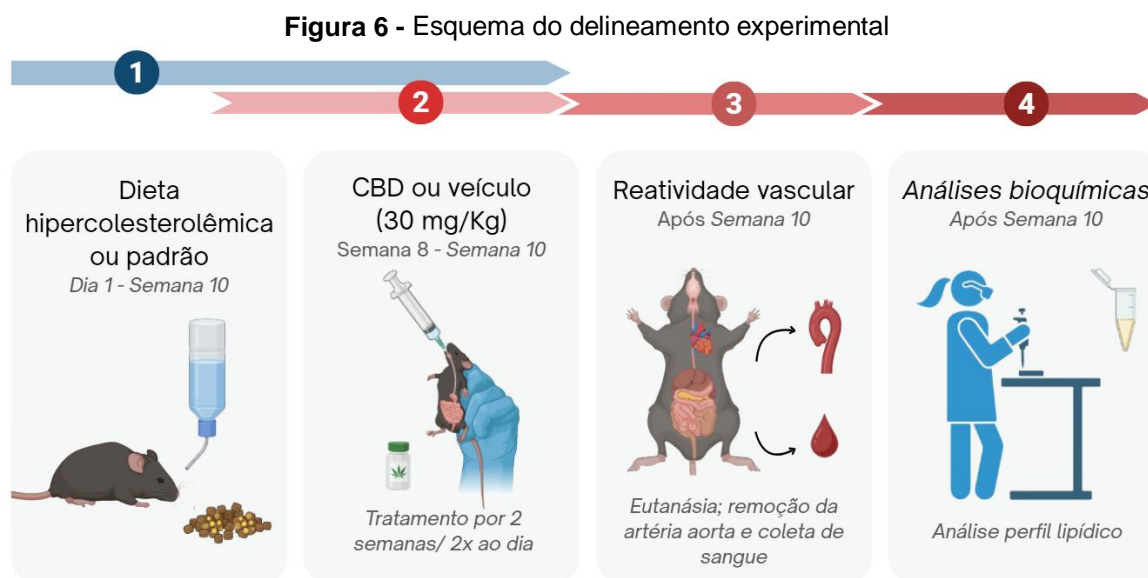 Figura 6 - Esquema do delineamento experimental
1
2
3
4
Dieta
hipercolesterolêmica
ou padrão
Dia 1 - Semana 10
CBD ou veículo
(30 mg/Kg)
Semana 8 - Semana 10
Tratamento por 2
semanas/ 2x ao dia
Reatividade vascular
Após Semana 10
Eutanásia; remoção da
artéria aorta e coleta de
sangue
Análises bioquímicas
Após Semana 10
Análise perfil lipídico